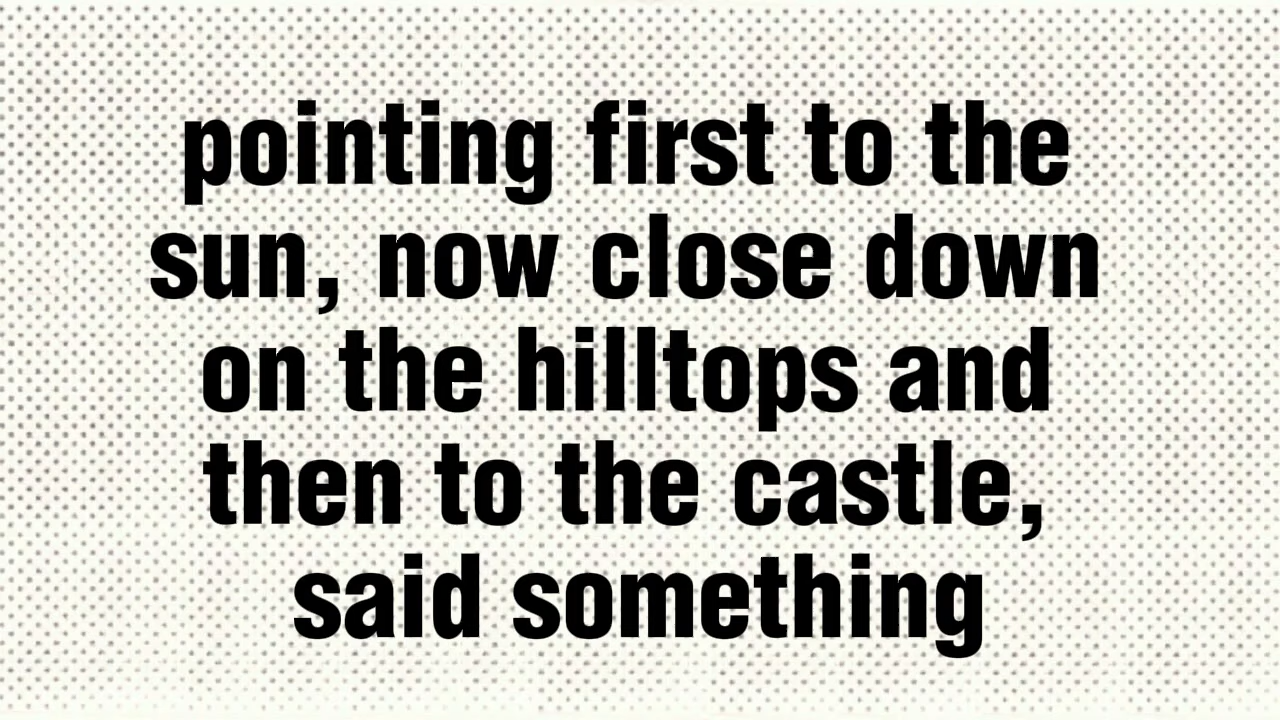 pointing first to the
sun, now close down
on the hilltops and
then to the castle,
said something